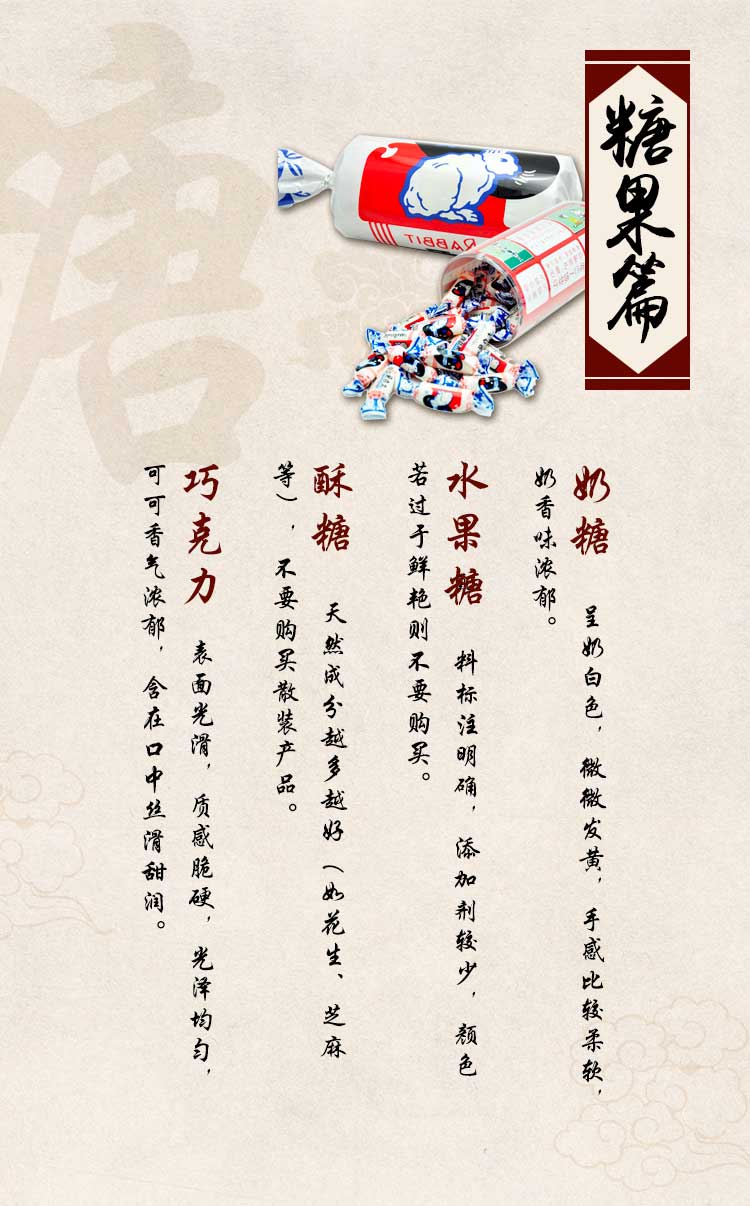 糖果篇
糖
RABBIT
奶糖 呈奶白色，微微发黄，手感比较柔软，
奶香味浓郁。
水果糖 料标注明确，添加剂较少，颜色
若过于鲜艳则不要购买。
酥糖 天然成分越多越好（如花生、芝麻
等），不要购买散装产品。
巧克力 表面光滑，质感脆硬，光泽均匀，
可可香气浓郁，含在口中丝滑甜润。